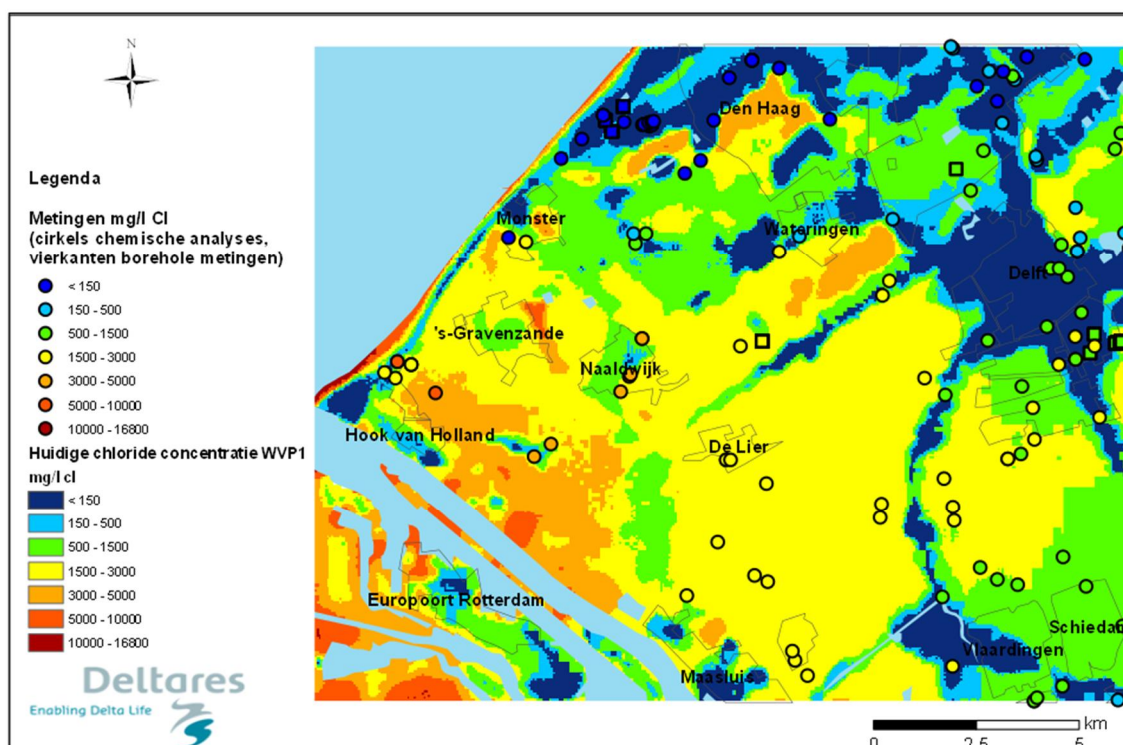 N
Legenda
Metingen mg/l Cl
(cirkels chemische analyses,
vierkanten borehole metingen)
< 150
150 - 500
500 - 1500
1500 - 3000
3000 - 5000
5000 - 10000
10000 - 16800
Huidige chloride concentratie WVP1
mg/l cl
< 150
150 - 500
500 - 1500
1500 - 3000
3000 - 5000
5000 - 10000
10000 - 16800
Deltares
Enabling Delta Life
Den Haag
Monster
Wateringen
Delft
's-Gravenzande
Naaldwijk
Hook van Holland
De Lier
Europoort Rotterdam
Schiedam
Vlaardingen
Maasluis
km
0 2.5 5